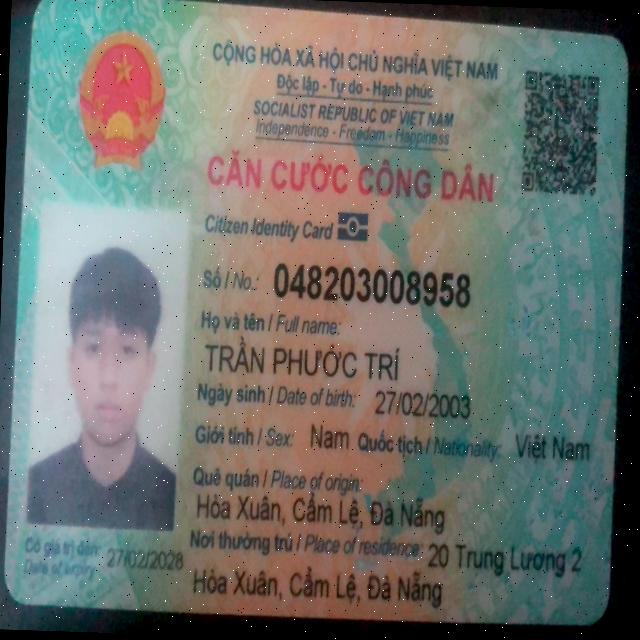 CỘNG HÒA XÃ HỘI CHỦ NGHĨA VIỆT NAM
Độc lập - Tự do - Hạnh phúc
SOCIALIST REPUBLIC OF VIET NAM
Independence - Freedom - Happiness
CĂN CƯỚC CÔNG DÂN
Citizen Identity Card
Số / No.: 048203008958
Họ và tên / Full name:
TRẦN PHƯỚC TRÍ
Ngày sinh / Date of birth: 27/02/2003
Giới tính / Sex: Nam Quốc tịch / Nationality: Việt Nam
Quê quán / Place of origin:
Hòa Xuân, Cẩm Lệ, Đà Nẵng
Nơi thường trú / Place of residence: 20 Trung Lương 2
Hòa Xuân, Cẩm Lệ, Đà Nẵng
Có giá trị đến: 27/02/2028
Date of expiry